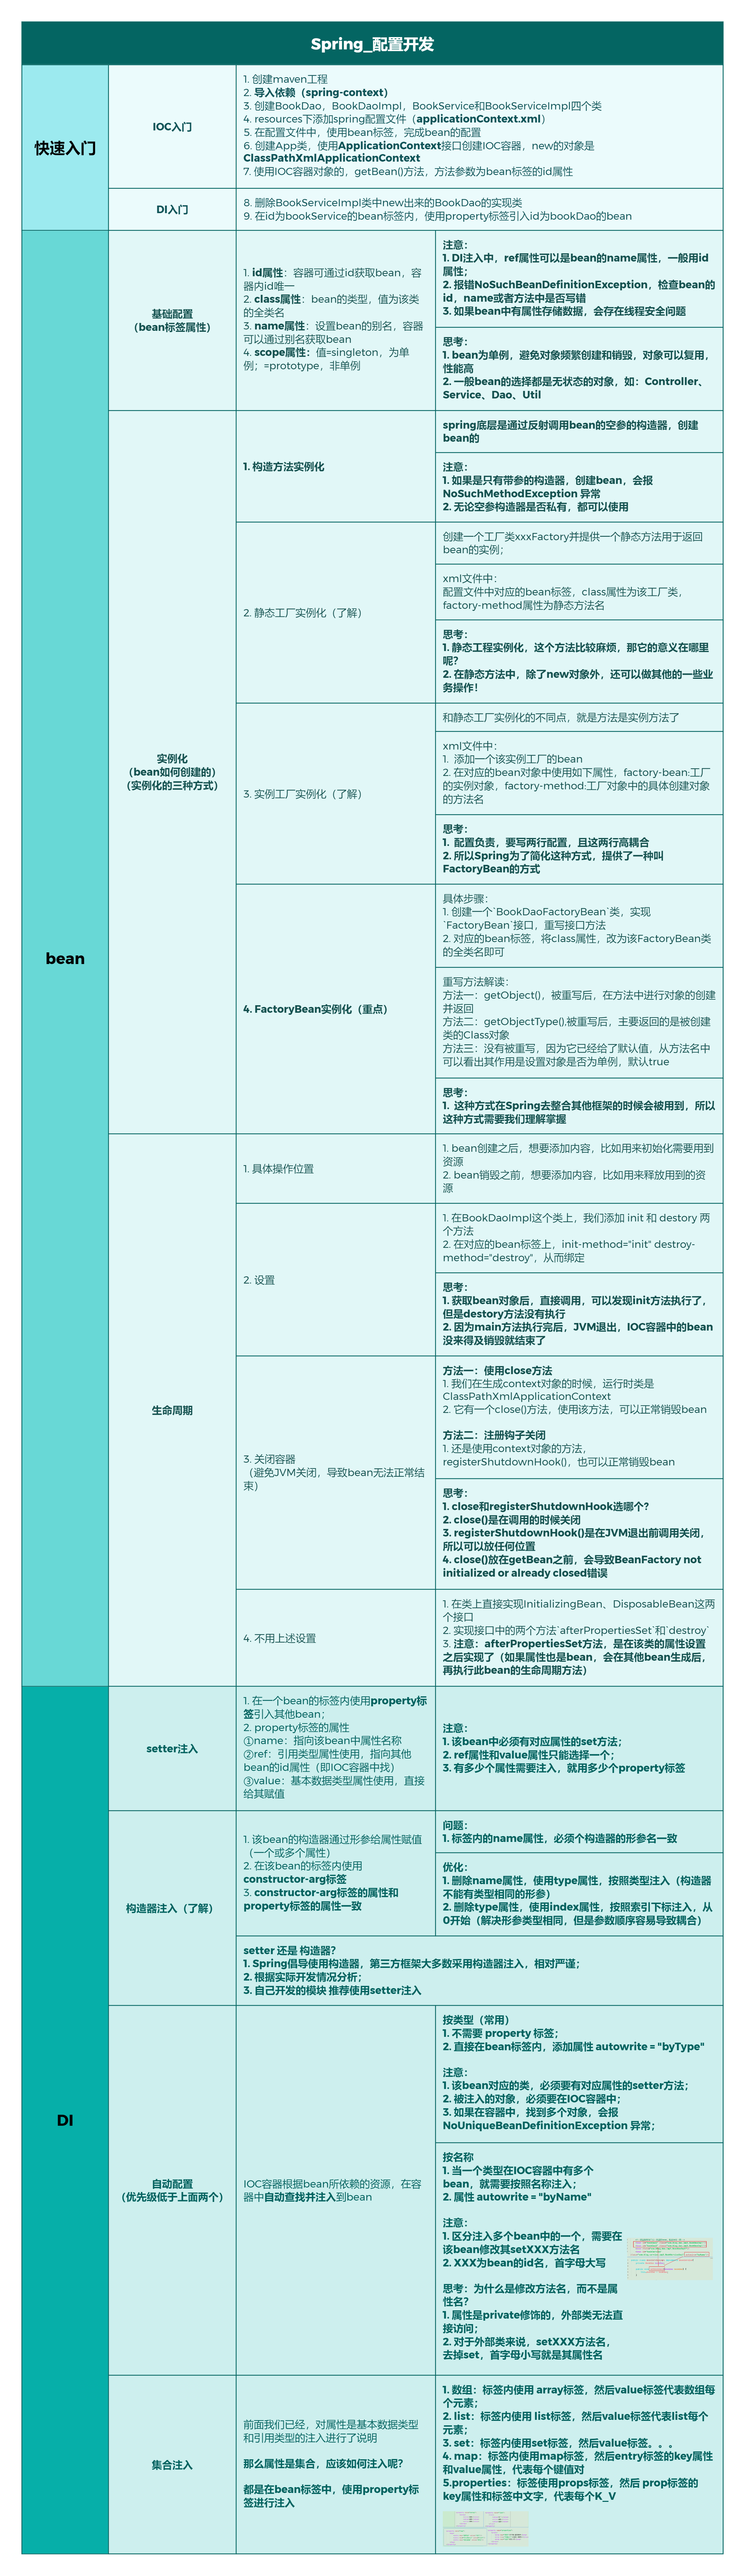 Spring_配置开发
快速入门
IOC入门
1. 创建maven工程
2. 导入依赖（spring-context）
3. 创建BookDao，BookDaoImpl，BookService和BookServiceImpl四个类
4. resources下添加spring配置文件（applicationContext.xml）
5. 在配置文件中，使用bean标签，完成bean的配置
6. 创建App类，使用ApplicationContext接口创建IOC容器，new的对象是
ClassPathXmlApplicationContext
7. 使用IOC容器对象的，getBean()方法，方法参数为bean标签的id属性
DI入门
8. 删除BookServiceImpl类中new出来的BookDao的实现类
9. 在id为bookService的bean标签内，使用property标签引入id为bookDao的bean
bean
基础配置
（bean标签属性）
1. id属性：容器可通过id获取bean，容
器内id唯一
2. class属性：bean的类型，值为该类
的全类名
3. name属性：设置bean的别名，容器
可以通过别名获取bean
4. scope属性：值=singleton，为单
例；=prototype，非单例
注意：
1. DI注入中，ref属性可以是bean的name属性，一般用id
属性；
2. 报错NoSuchBeanDefinitionException，检查bean的
id，name或者方法中是否写错
3. 如果bean中有属性存储数据，会存在线程安全问题
思考：
1. bean为单例，避免对象频繁创建和销毁，对象可以复用，
性能高
2. 一般bean的选择都是无状态的对象，如：Controller、
Service、Dao、Util
实例化
（bean如何创建的）
（实例化的三种方式）
1. 构造方法实例化
spring底层是通过反射调用bean的空参的构造器，创建
bean的
注意：
1. 如果是只有带参的构造器，创建bean，会报
NoSuchMethodException 异常
2. 无论空参构造器是否私有，都可以使用
2. 静态工厂实例化（了解）
创建一个工厂类xxxFactory并提供一个静态方法用于返回
bean的实例；
xml文件中：
配置文件中对应的bean标签，class属性为该工厂类，
factory-method属性为静态方法名
思考：
1. 静态工程实例化，这个方法比较麻烦，那它的意义在哪里
呢？
2. 在静态方法中，除了new对象外，还可以做其他的一些业
务操作！
3. 实例工厂实例化（了解）
和静态工厂实例化的不同点，就是方法是实例方法了
xml文件中：
1. 添加一个该实例工厂的bean
2. 在对应的bean对象中使用如下属性，factory-bean:工厂
的实例对象，factory-method:工厂对象中的具体创建对象
的方法名
思考：
1. 配置负责，要写两行配置，且这两行高耦合
2. 所以Spring为了简化这种方式，提供了一种叫
FactoryBean的方式
4. FactoryBean实例化（重点）
具体步骤：
1. 创建一个`BookDaoFactoryBean`类，实现
`FactoryBean`接口，重写接口方法
2. 对应的bean标签，将class属性，改为该FactoryBean类
的全类名即可
重写方法解读：
方法一：getObject()，被重写后，在方法中进行对象的创建
并返回
方法二：getObjectType(),被重写后，主要返回的是被创建
类的Class对象
方法三：没有被重写，因为它已经给了默认值，从方法名中
可以看出其作用是设置对象是否为单例，默认true
思考：
1. 这种方式在Spring去整合其他框架的时候会被用到，所以
这种方式需要我们理解掌握
生命周期
1. 具体操作位置
1. bean创建之后，想要添加内容，比如用来初始化需要用到
资源
2. bean销毁之前，想要添加内容，比如用来释放用到的资
源
2. 设置
1. 在BookDaoImpl这个类上，我们添加 init 和 destory 两
个方法
2. 在对应的bean标签上，init-method="init" destroy-
method="destroy"，从而绑定
思考：
1. 获取bean对象后，直接调用，可以发现init方法执行了，
但是destory方法没有执行
2. 因为main方法执行完后，JVM退出，IOC容器中的bean
没来得及销毁就结束了
3. 关闭容器
（避免JVM关闭，导致bean无法正常结
束）
方法一：使用close方法
1. 我们在生成context对象的时候，运行时类是
ClassPathXmlApplicationContext
2. 它有一个close()方法，使用该方法，可以正常销毁bean
方法二：注册钩子关闭
1. 还是使用context对象的方法，
registerShutdownHook()，也可以正常销毁bean
思考：
1. close和registerShutdownHook选哪个？
2. close()是在调用的时候关闭
3. registerShutdownHook()是在JVM退出前调用关闭，
所以可以放任何位置
4. close()放在getBean之前，会导致BeanFactory not
initialized or already closed错误
4. 不用上述设置
1. 在类上直接实现InitializingBean、DisposableBean这两
个接口
2. 实现接口中的两个方法`afterPropertiesSet`和`destroy`
3. 注意：afterPropertiesSet方法，是在该类的属性设置
之后实现了（如果属性也是bean，会在其他bean生成后，
再执行此bean的生命周期方法）
DI
setter注入
1. 在一个bean的标签内使用property标
签引入其他bean；
2. property标签的属性
①name：指向该bean中属性名称
②ref：引用类型属性使用，指向其他
bean的id属性（即IOC容器中找）
③value：基本数据类型属性使用，直接
给其赋值
注意：
1. 该bean中必须有对应属性的set方法；
2. ref属性和value属性只能选择一个；
3. 有多少个属性需要注入，就用多少个property标签
构造器注入（了解）
1. 该bean的构造器通过形参给属性赋值
（一个或多个属性）
2. 在该bean的标签内使用
constructor-arg标签
3. constructor-arg标签的属性和
property标签的属性一致
问题：
1. 标签内的name属性，必须个构造器的形参名一致
优化：
1. 删除name属性，使用type属性，按照类型注入（构造器
不能有类型相同的形参）
2. 删除type属性，使用index属性，按照索引下标注入，从
0开始（解决形参类型相同，但是参数顺序容易导致耦合）
setter 还是 构造器？
1. Spring倡导使用构造器，第三方框架大多数采用构造器注入，相对严谨；
2. 根据实际开发情况分析；
3. 自己开发的模块 推荐使用setter注入
自动配置
（优先级低于上面两个）
IOC容器根据bean所依赖的资源，在容
器中自动查找并注入到bean
按类型（常用）
1. 不需要 property 标签；
2. 直接在bean标签内，添加属性 autowrite = "byType"
注意：
1. 该bean对应的类，必须要有对应属性的setter方法；
2. 被注入的对象，必须要在IOC容器中；
3. 如果在容器中，找到多个对象，会报
NoUniqueBeanDefinitionException 异常；
按名称
1. 当一个类型在IOC容器中有多个
bean，就需要按照名称注入；
2. 属性 autowrite = "byName"
注意：
1. 区分注入多个bean中的一个，需要在
该bean修改其setXXX方法名
2. XXX为bean的id名，首字母大写
思考：为什么是修改方法名，而不是属
性名？
1. 属性是private修饰的，外部类无法直
接访问；
2. 对于外部类来说，setXXX方法名，
去掉set，首字母小写就是其属性名
集合注入
前面我们已经，对属性是基本数据类型
和引用类型的注入进行了说明
那么属性是集合，应该如何注入呢？
都是在bean标签中，使用property标
签进行注入
1. 数组：标签内使用 array标签，然后value标签代表数组每
个元素；
2. list：标签内使用 list标签，然后value标签代表list每个
元素；
3. set：标签内使用set标签，然后value标签。。。
4. map：标签内使用map标签，然后entry标签的key属性
和value属性，代表每个键值对
5.properties：标签使用props标签，然后 prop标签的
key属性和标签中文字，代表每个K_V